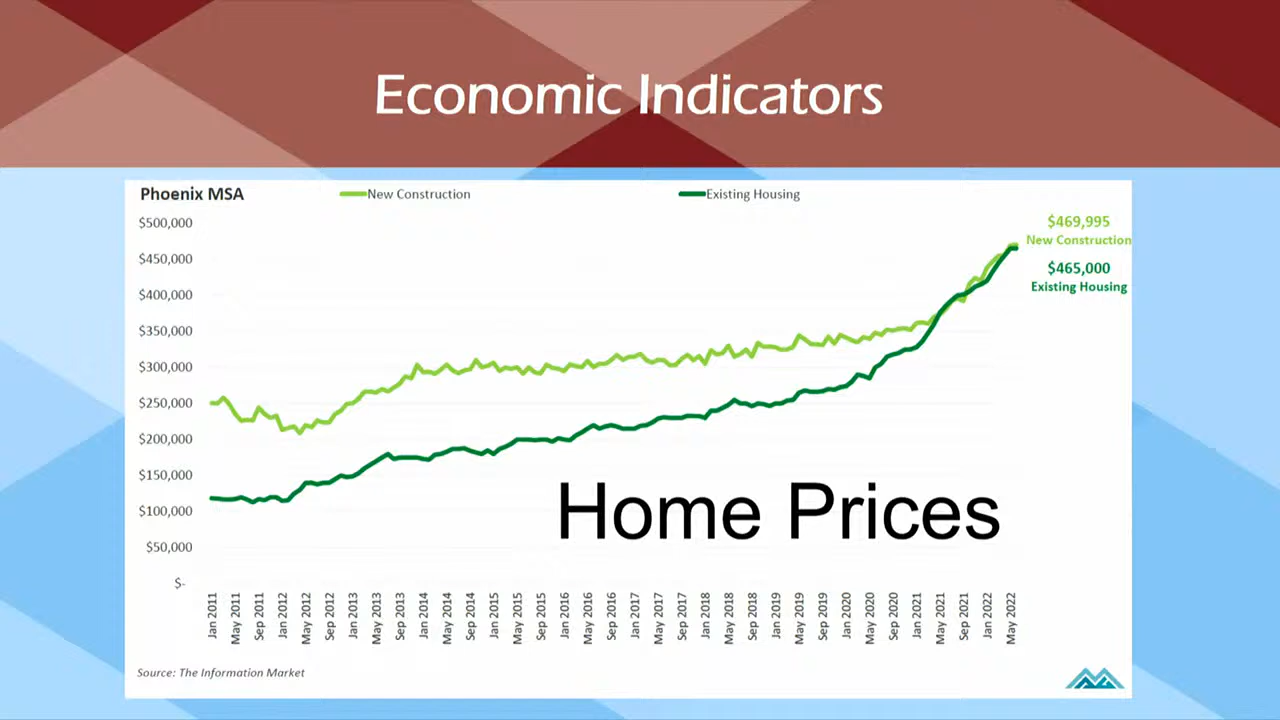 Economic Indicators
Phoenix MSA
New Construction
Existing Housing
$500,000
$450,000
$400,000
$350,000
$300,000
$250,000
$200,000
$150,000
$100,000
$50,000
$-
$469,995
New Construction
$465,000
Existing Housing
Home Prices
Jan 2011
May 2011
Sep 2011
Jan 2012
May 2012
Sep 2012
Jan 2013
May 2013
Sep 2013
Jan 2014
May 2014
Sep 2014
Jan 2015
May 2015
Sep 2015
Jan 2016
May 2016
Sep 2016
Jan 2017
May 2017
Sep 2017
Jan 2018
May 2018
Sep 2018
Jan 2019
May 2019
Sep 2019
Jan 2020
May 2020
Sep 2020
Jan 2021
May 2021
Sep 2021
Jan 2022
May 2022
Source: The Information Market